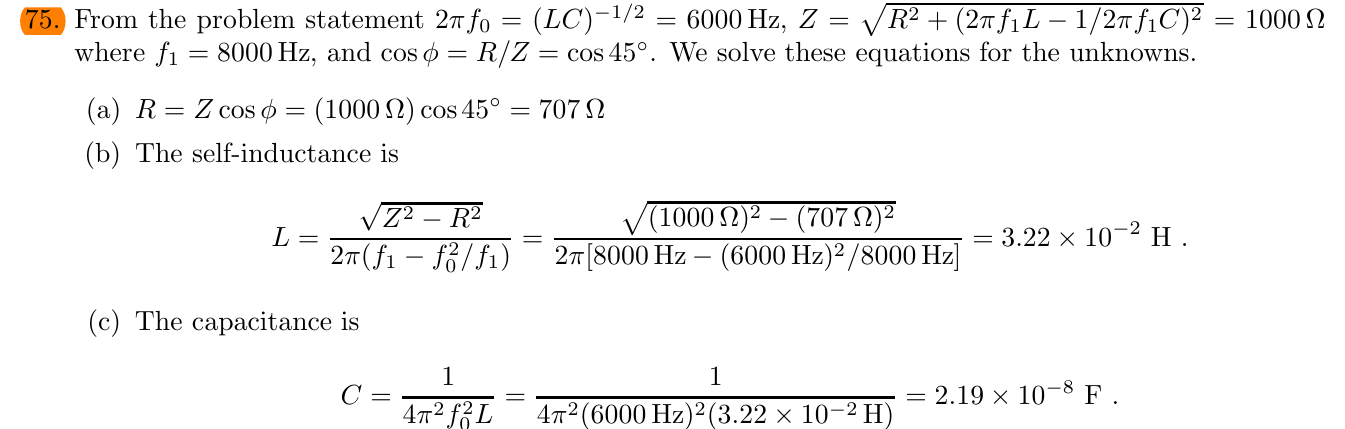 75. From the problem statement 2πf₀ = (LC)^{−1/2} = 6000 Hz, Z = √(R² + (2πf₁L − 1/2πf₁C)²) = 1000 Ω
where f₁ = 8000 Hz, and cos φ = R/Z = cos 45°. We solve these equations for the unknowns.
(a) R = Z cos φ = (1000 Ω) cos 45° = 707 Ω
(b) The self-inductance is
L = √(Z² − R²) / 2π(f₁ − f₀²/f₁) = √((1000 Ω)² − (707 Ω)²) / 2π[8000 Hz − (6000 Hz)²/8000 Hz] = 3.22 × 10⁻² H .
(c) The capacitance is
C = 1 / 4π²f₀²L = 1 / 4π²(6000 Hz)²(3.22 × 10⁻² H) = 2.19 × 10⁻⁸ F .